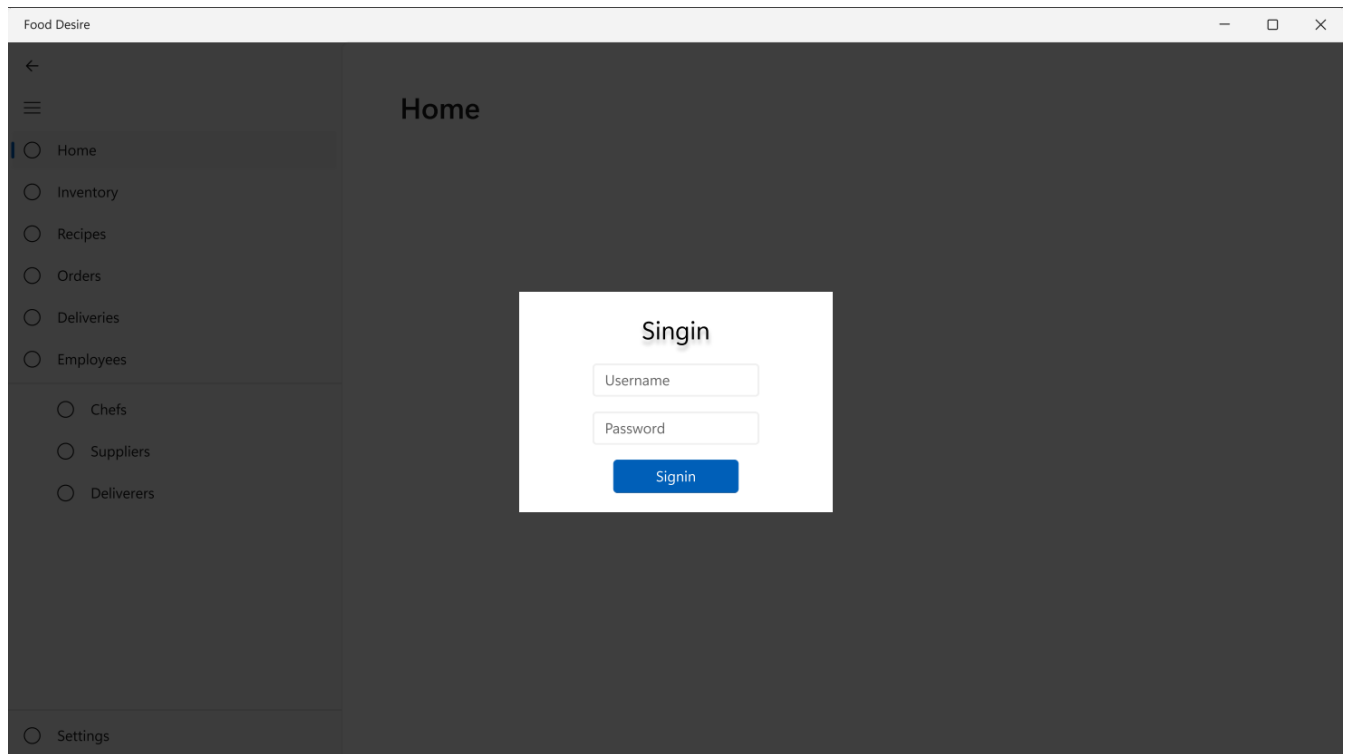 Food Desire
Home
Home
Inventory
Recipes
Orders
Deliveries
Employees
Chefs
Suppliers
Deliverers
Settings
Singin
Username
Password
Signin